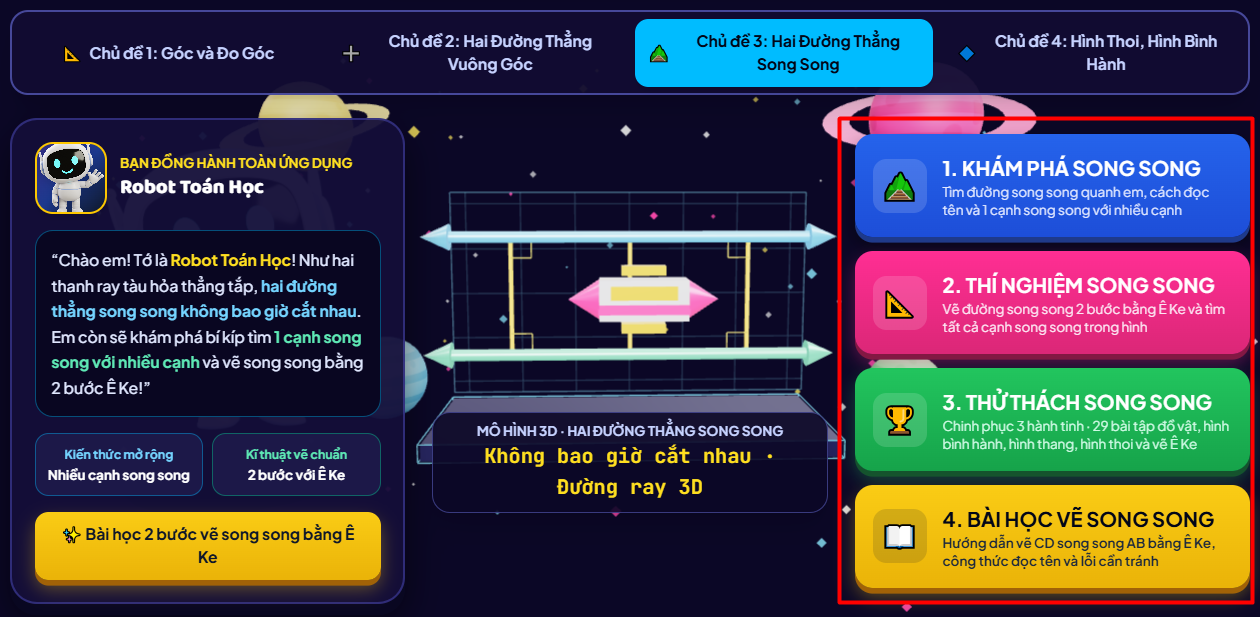 Chủ đề 1: Góc và Đo Góc
Chủ đề 2: Hai Đường Thẳng
Vuông Góc
Chủ đề 3: Hai Đường Thẳng
Song Song
Chủ đề 4: Hình Thoi, Hình Bình
Hành
BẠN ĐỒNG HÀNH TOÁN ỨNG DỤNG
Robot Toán Học
“Chào em! Tớ là Robot Toán Học! Như hai
thanh ray tàu hỏa thẳng tắp, hai đường
thẳng song song không bao giờ cắt nhau.
Em còn sẽ khám phá bí kíp tìm 1 cạnh song
song với nhiều cạnh và vẽ song song bằng
2 bước Ê Ke!”
Kiến thức mở rộng
Nhiều cạnh song song
Kĩ thuật vẽ chuẩn
2 bước với Ê Ke
Bài học 2 bước vẽ song song bằng Ê
Ke
MÔ HÌNH 3D · HAI ĐƯỜNG THẲNG SONG SONG
Không bao giờ cắt nhau ·
Đường ray 3D
1. KHÁM PHÁ SONG SONG
Tìm đường song song quanh em, cách đọc
tên và 1 cạnh song song với nhiều cạnh
2. THÍ NGHIỆM SONG SONG
Vẽ đường song song 2 bước bằng Ê Ke và tìm
tất cả cạnh song song trong hình
3. THỬ THÁCH SONG SONG
Chinh phục 3 hành tinh · 29 bài tập đồ vật, hình
bình hành, hình thang, hình thoi và vẽ Ê Ke
4. BÀI HỌC VẼ SONG SONG
Hướng dẫn vẽ CD song song AB bằng Ê Ke,
công thức đọc tên và lỗi cần tránh